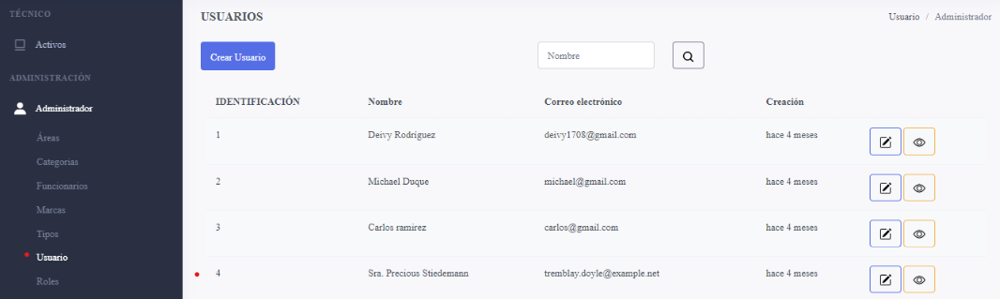 TÉCNICO
Activos
ADMINISTRACIÓN
Administrador
Áreas
Categorias
Funcionarios
Marcas
Tipos
Usuario
Roles
USUARIOS
Usuario / Administrador
Crear Usuario
Nombre
IDENTIFICACIÓN Nombre Correo electrónico Creación
1 Deivy Rodríguez deivy1708@gmail.com hace 4 meses
2 Michael Duque michael@gmail.com hace 4 meses
3 Carlos ramirez carlos@gmail.com hace 4 meses
4 Sra. Precious Stiedemann tremblay.doyle@example.net hace 4 meses